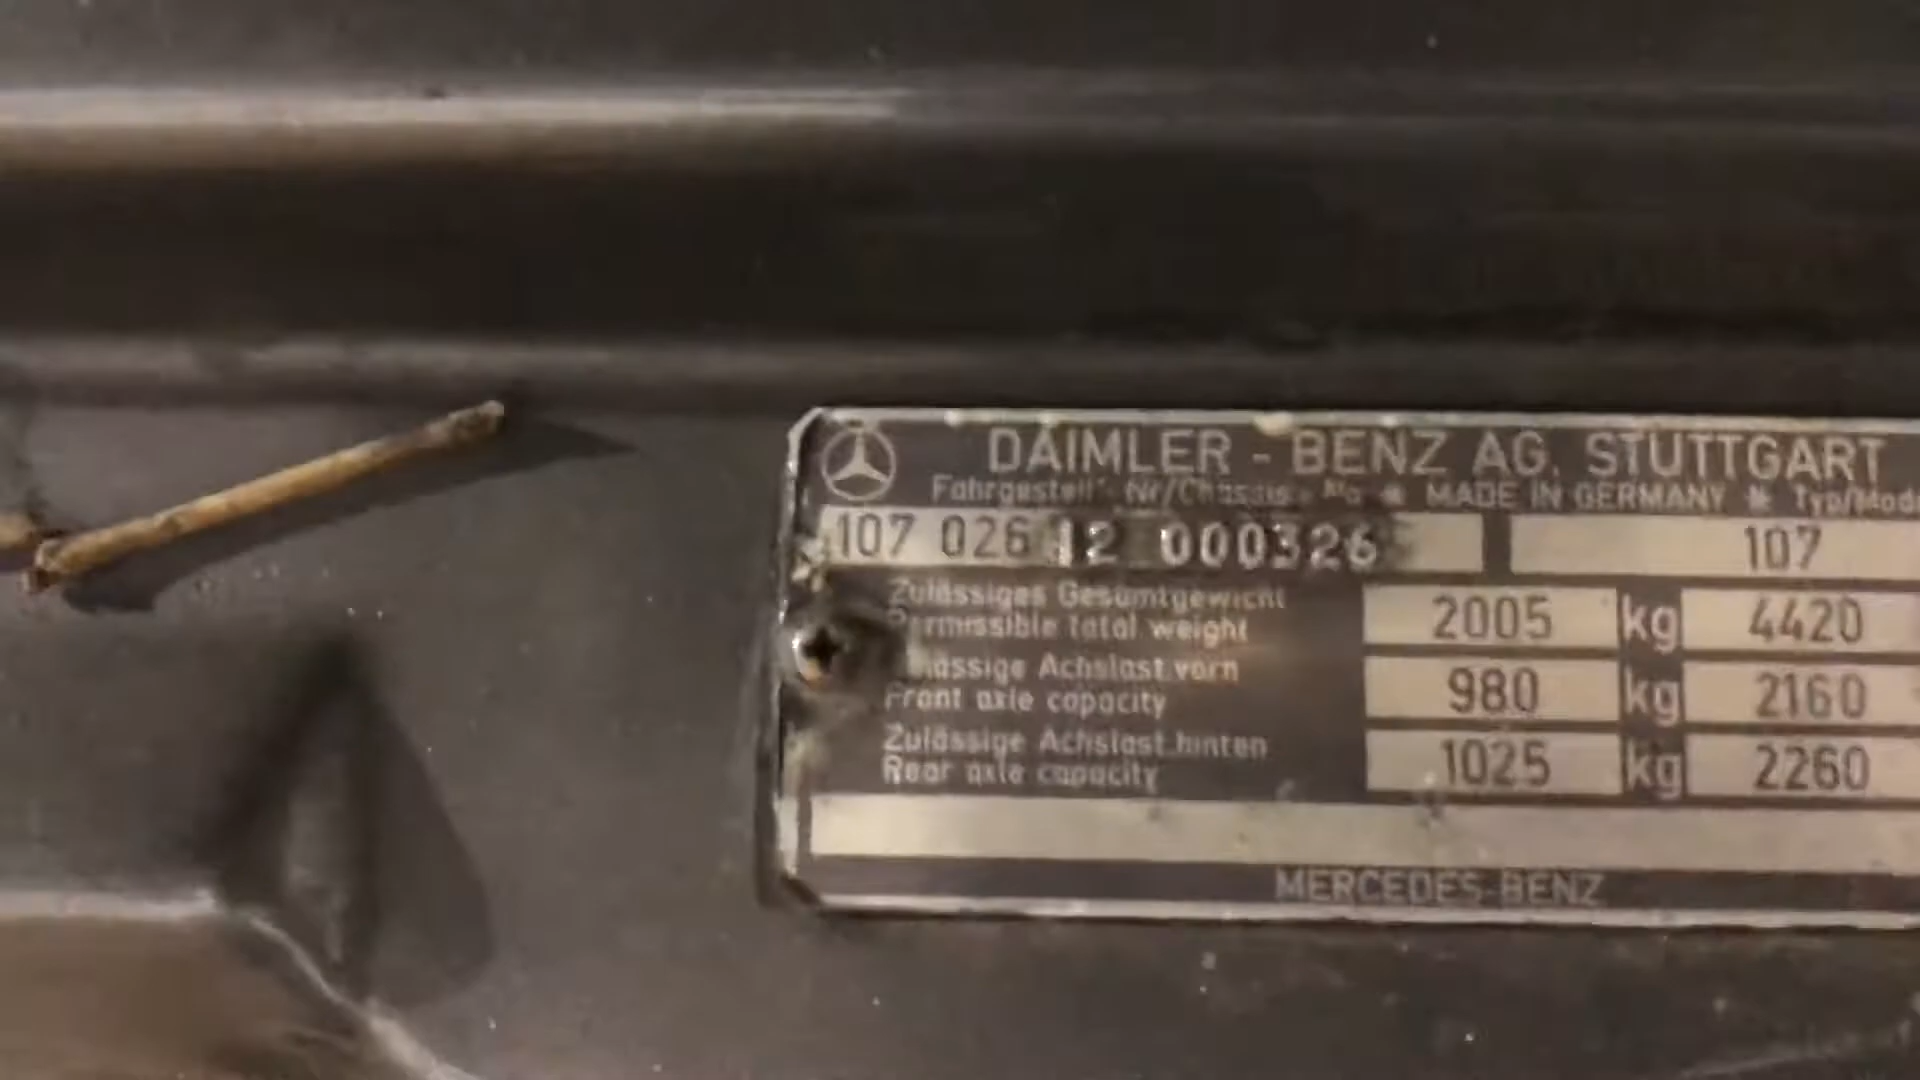 DAIMLER - BENZ AG. STUTTGART
Fahrgestell - Nr/Chassis - No * MADE IN GERMANY *
107 026 12 000326 107
Zulässiges Gesamtgewicht
Permissible total weight
2005 kg 4420
Zulässige Achslast vorn
Front axle capacity
980 kg 2160
Zulässige Achslast hinten
Rear axle capacity
1025 kg 2260
MERCEDES-BENZ